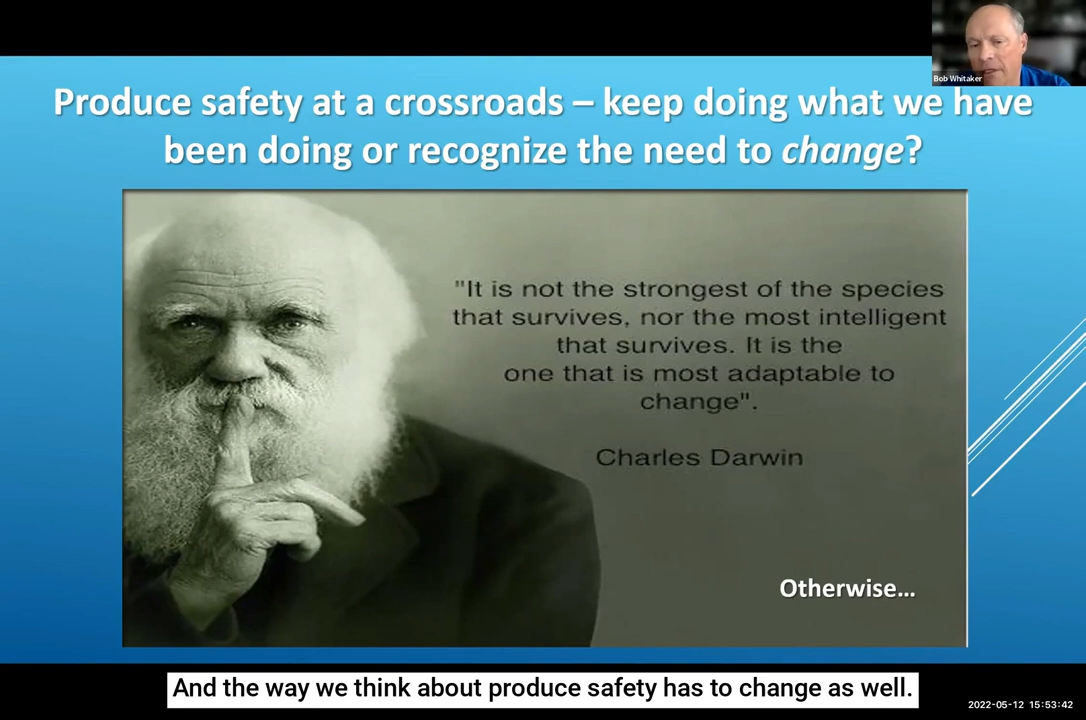 Bob Whitaker
Produce safety at a crossroads – keep doing what we have
been doing or recognize the need to change?
"It is not the strongest of the species
that survives, nor the most intelligent
that survives. It is the
one that is most adaptable to
change".
Charles Darwin
Otherwise…
And the way we think about produce safety has to change as well.
2022-05-12 15:53:42